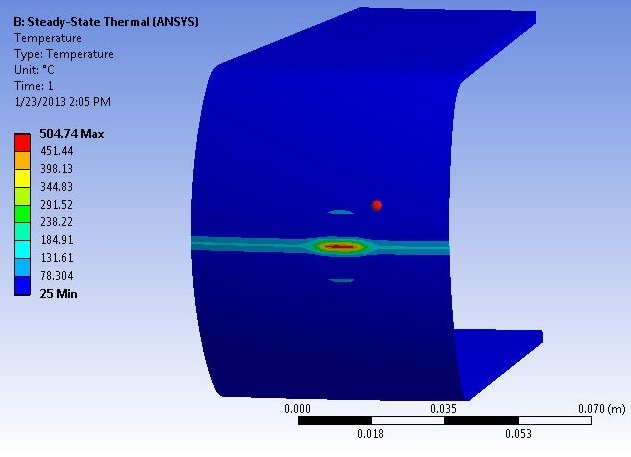 B: Steady-State Thermal (ANSYS)
Temperature
Type: Temperature
Unit: °C
Time: 1
1/23/2013 2:05 PM
504.74 Max
451.44
398.13
344.83
291.52
238.22
184.91
131.61
78.304
25 Min
0.000 0.035 0.070 (m)
0.018 0.053